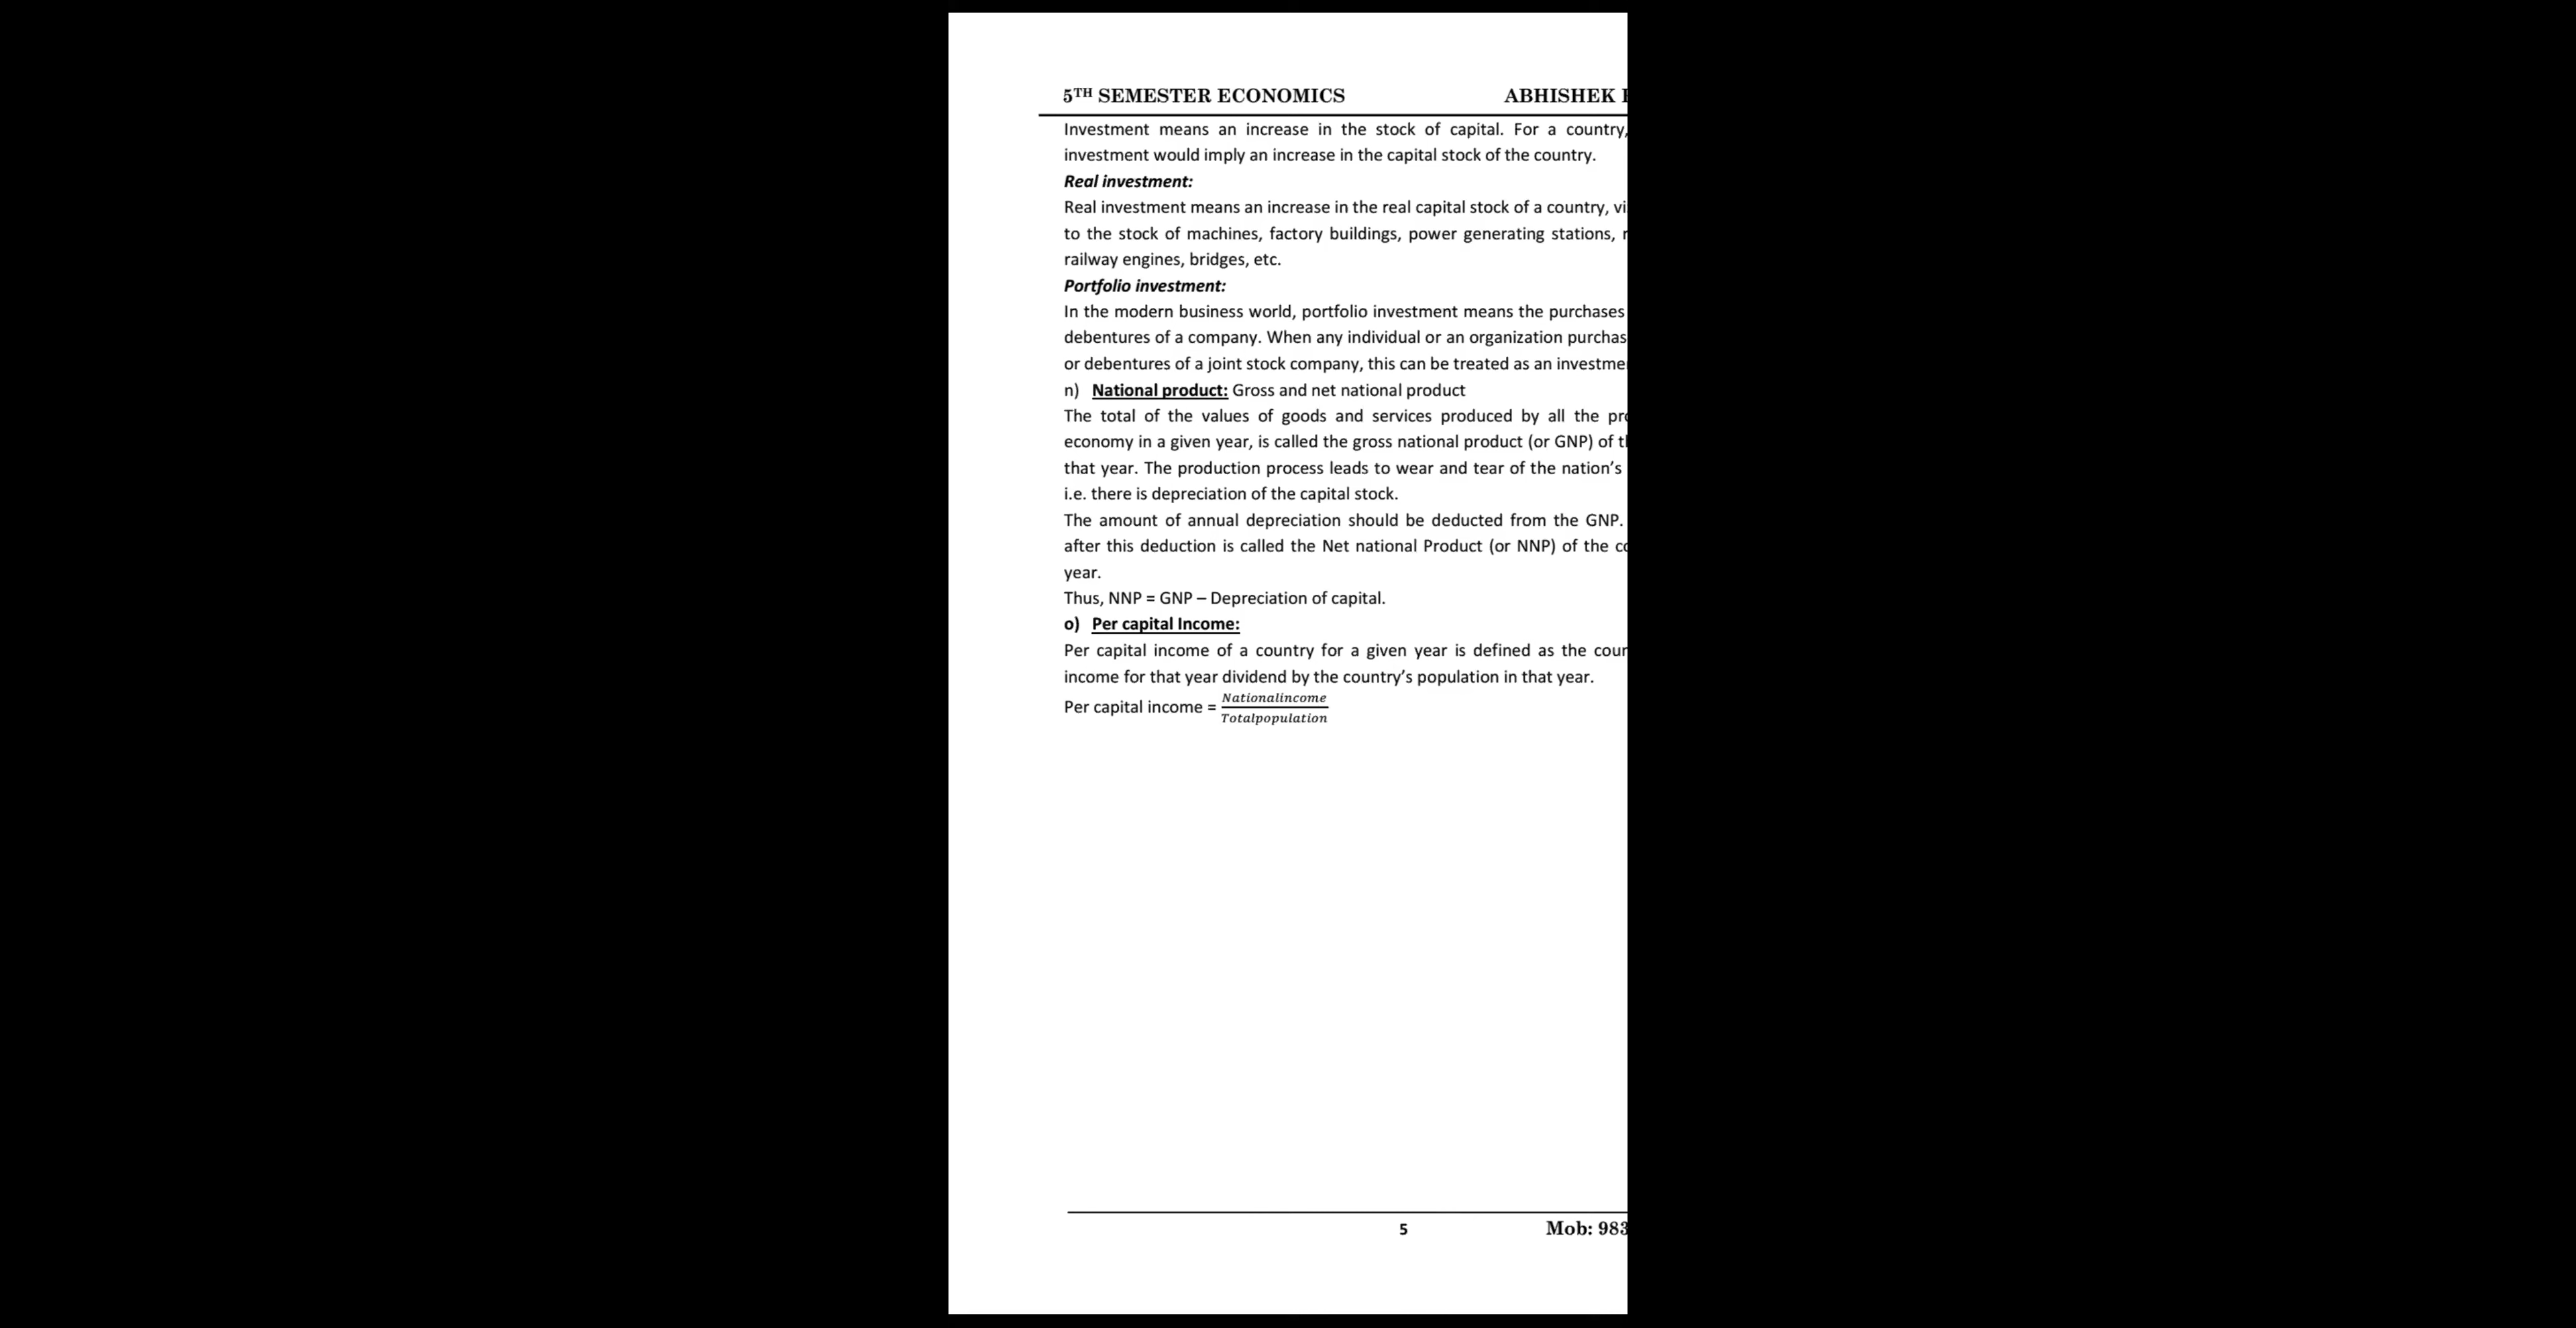 5TH SEMESTER ECONOMICS ABHISHEK
Investment means an increase in the stock of capital. For a country,
investment would imply an increase in the capital stock of the country.
Real investment:
Real investment means an increase in the real capital stock of a country,
to the stock of machines, factory buildings, power generating stations,
railway engines, bridges, etc.
Portfolio investment:
In the modern business world, portfolio investment means the purchases
debentures of a company. When any individual or an organization
or debentures of a joint stock company, this can be treated as an
n) National product: Gross and net national product
The total of the values of goods and services produced by all the
economy in a given year, is called the gross national product (or GNP) of
that year. The production process leads to wear and tear of the nation's
i.e. there is depreciation of the capital stock.
The amount of annual depreciation should be deducted from the GNP.
after this deduction is called the Net national Product (or NNP) of the
year.
Thus, NNP = GNP – Depreciation of capital.
o) Per capital Income:
Per capital income of a country for a given year is defined as the
income for that year dividend by the country's population in that year.
Per capital income = Nationalincome
Totalpopulation
5 Mob: 983